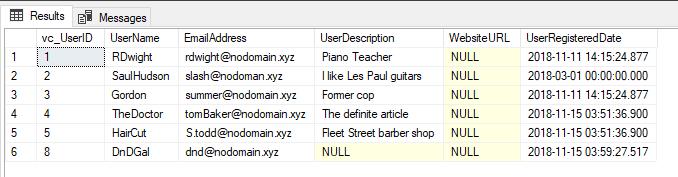 Results Messages
vc_UserID UserName EmailAddress UserDescription WebsiteURL UserRegisteredDate
1 1 RDwight rdwight@nodomain.xyz Piano Teacher NULL 2018-11-11 14:15:24.877
2 2 SaulHudson slash@nodoman.xyz I like Les Paul guitars NULL 2018-03-01 00:00:00.000
3 3 Gordon summer@nodomain.xyz Former cop NULL 2018-11-11 14:15:24.877
4 4 TheDoctor tomBaker@nodomain.xyz The definite article NULL 2018-11-15 03:51:36.900
5 5 HairCut S.todd@nodomain.xyz Fleet Street barber shop NULL 2018-11-15 03:51:36.900
6 8 DnDGal dnd@nodomain.xyz NULL NULL 2018-11-15 03:59:27.517